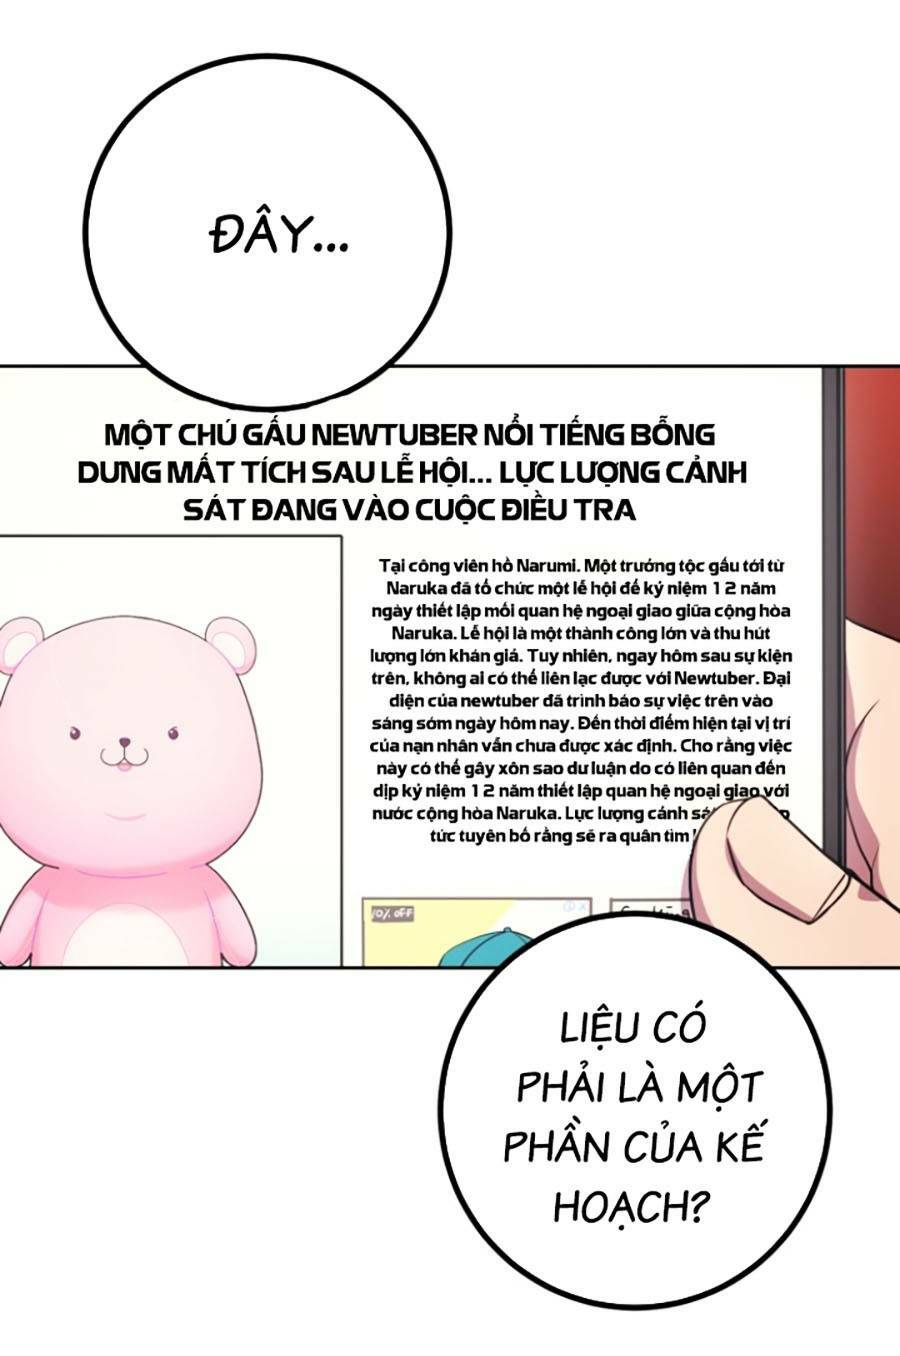 ĐÂY...
MỘT CHÚ GẤU NEWTUBER NỔI TIẾNG BỖNG
DƯNG MẤT TÍCH SAU LỄ HỘI... LỰC LƯỢNG CẢNH
SÁT ĐANG VÀO CUỘC ĐIỀU TRA
Tại công viên hồ Narumi. Một trưởng tộc gấu tới từ
Naruka đã tổ chức một lễ hội để kỷ niệm 12 năm
ngày thiết lập mối quan hệ ngoại giao giữa cộng hòa
Naruka. Lễ hội là một thành công lớn và thu hút
lượng lớn khán giả. Tuy nhiên, ngay hôm sau sự kiện
trên, không ai có thể liên lạc được với Newtuber. Đại
diện của newtuber đã trình báo sự việc trên vào
sáng sớm ngày hôm nay. Đến thời điểm hiện tại vị trí
của nạn nhân vẫn chưa được xác định. Cho rằng việc
này có thể gây xôn sao dư luận do có liên quan đến
dịp kỷ niệm 12 năm thiết lập quan hệ ngoại giao với
nước cộng hòa Naruka. Lực lượng cảnh sát
tức tuyên bố rằng sẽ ra quân tìm
10% off
LIỆU CÓ
PHẢI LÀ MỘT
PHẦN CỦA KẾ
HOẠCH?